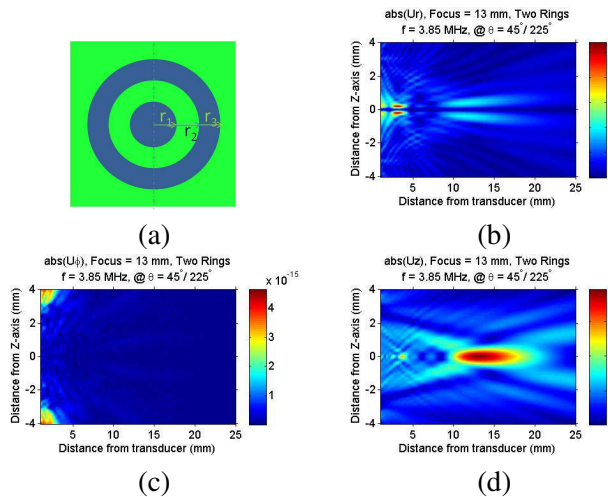 r₁
r₂
r₃
(a)
abs(Ur), Focus = 13 mm, Two Rings
f = 3.85 MHz, @ θ = 45°/ 225°
Distance from Z-axis (mm)
4
2
0
-2
-4
5 10 15 20 25
Distance from transducer (mm)
(b)
abs(Uϕ), Focus = 13 mm, Two Rings
f = 3.85 MHz, @ θ = 45°/ 225°
x 10⁻¹⁵
Distance from Z-axis (mm)
4
2
0
-2
-4
5 10 15 20 25
Distance from transducer (mm)
4
3
2
1
(c)
abs(Uz), Focus = 13 mm, Two Rings
f = 3.85 MHz, @ θ = 45°/ 225°
Distance from Z-axis (mm)
4
2
0
-2
-4
5 10 15 20 25
Distance from transducer (mm)
(d)